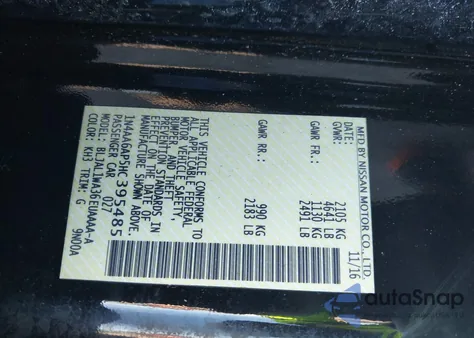 MFD BY NISSAN MOTOR CO., LTD.
DATE: 11/16
GVWR: 2105 KG
4641 LB
GAWR FR: 1130 KG
2491 LB
GAWR RR: 990 KG
2183 LB
THIS VEHICLE CONFORMS TO
ALL APPLICABLE FEDERAL
MOTOR VEHICLE SAFETY,
BUMPER, AND THEFT
PREVENTION STANDARDS IN
EFFECT ON THE DATE OF
MANUFACTURE SHOWN ABOVE.
1N4AA6AP5HC395485
PASSENGER CAR 027
COLOR: KH3 TRIM: G 9N00A
autaSnap